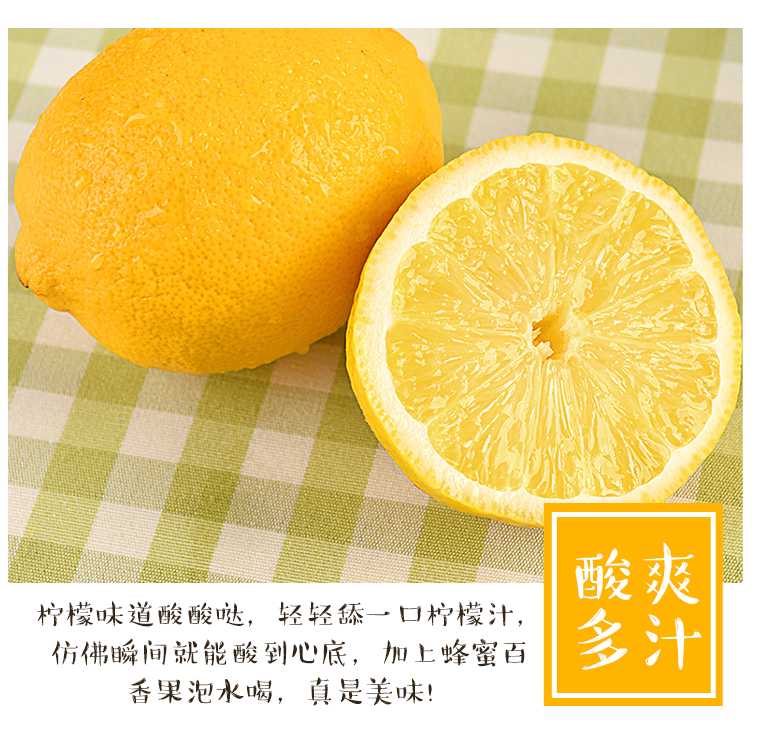 酸爽
多汁
柠檬味道酸酸哒，轻轻舔一口柠檬汁，
仿佛瞬间就能酸到心底，加上蜂蜜百
香果泡水喝，真是美味！